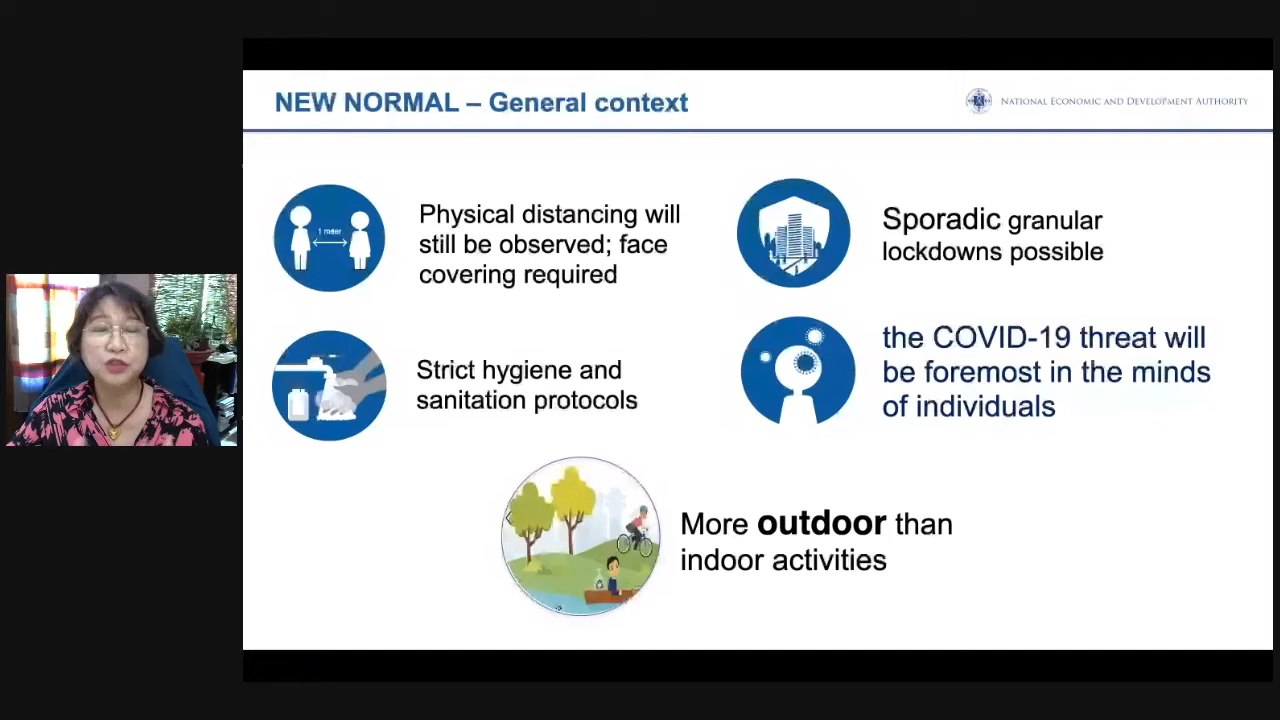 NEW NORMAL – General context
NATIONAL ECONOMIC AND DEVELOPMENT AUTHORITY
1 meter
Physical distancing will
still be observed; face
covering required
Sporadic granular
lockdowns possible
Strict hygiene and
sanitation protocols
the COVID-19 threat will
be foremost in the minds
of individuals
More outdoor than
indoor activities